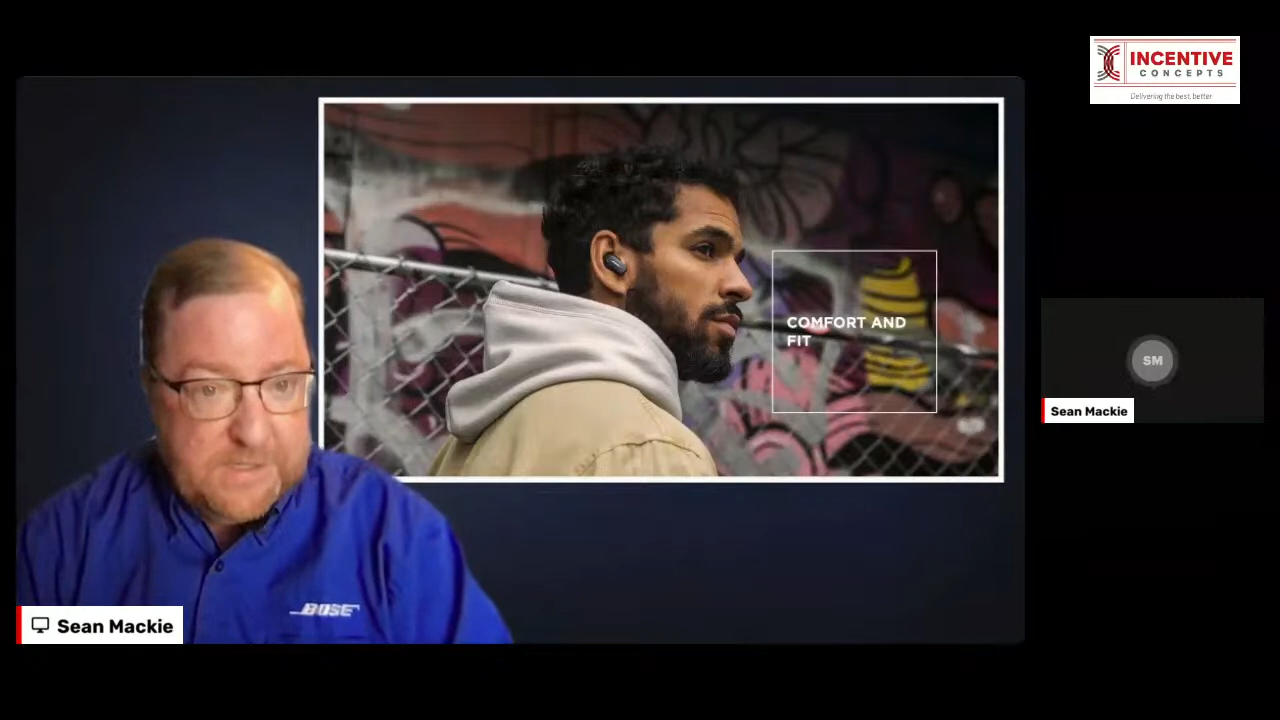 INCENTIVE
CONCEPTS
Delivering the best, better
COMFORT AND
FIT
SM
Sean Mackie
BOSE
Sean Mackie